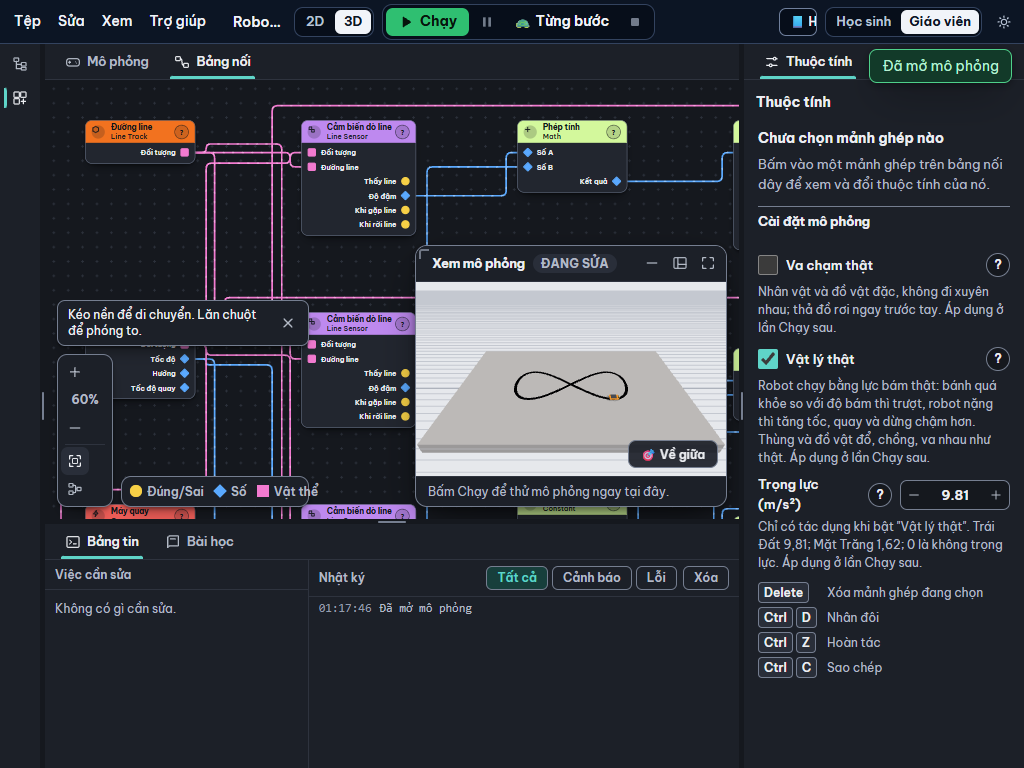 Tệp Sửa Xem Trợ giúp Robo... 2D 3D Chạy Từng bước H Học sinh Giáo viên
Mô phỏng Bảng nối
Thuộc tính
Đã mở mô phỏng
Đường line
Line Track
?
Đối tượng
Cảm biến dò line
Line Sensor
?
Đối tượng
Đường line
Thấy line
Độ đậm
Khi gặp line
Khi rời line
Phép tính
Math
?
Số A
Số B
Kết quả
Kéo nền để di chuyển. Lăn chuột
để phóng to.
Tốc độ
Hướng
Tốc độ quay
60%
Cảm biến dò line
Line Sensor
?
Đối tượng
Đường line
Thấy line
Độ đậm
Khi gặp line
Khi rời line
Xem mô phỏng ĐANG SỬA
Về giữa
Bấm Chạy để thử mô phỏng ngay tại đây.
Đúng/Sai Số Vật thể
Máy quay
?
Cảm biến dò line
?
Constant
Bảng tin Bài học
Việc cần sửa
Không có gì cần sửa.
Nhật ký Tất cả Cảnh báo Lỗi Xóa
01:17:46 Đã mở mô phỏng
Thuộc tính
Chưa chọn mảnh ghép nào
Bấm vào một mảnh ghép trên bảng nối
dây để xem và đổi thuộc tính của nó.
Cài đặt mô phỏng
Va chạm thật ?
Nhân vật và đồ vật đặc, không đi xuyên
nhau; thả đồ rơi ngay trước tay. Áp dụng ở
lần Chạy sau.
Vật lý thật ?
Robot chạy bằng lực bám thật: bánh quá
khỏe so với độ bám thì trượt, robot nặng
thì tăng tốc, quay và dừng chậm hơn.
Thùng và đồ vật đổ, chồng, va nhau như
thật. Áp dụng ở lần Chạy sau.
Trọng lực
(m/s²)
? − 9.81 +
Chỉ có tác dụng khi bật "Vật lý thật". Trái
Đất 9,81; Mặt Trăng 1,62; 0 là không trọng
lực. Áp dụng ở lần Chạy sau.
Delete Xóa mảnh ghép đang chọn
Ctrl D Nhân đôi
Ctrl Z Hoàn tác
Ctrl C Sao chép